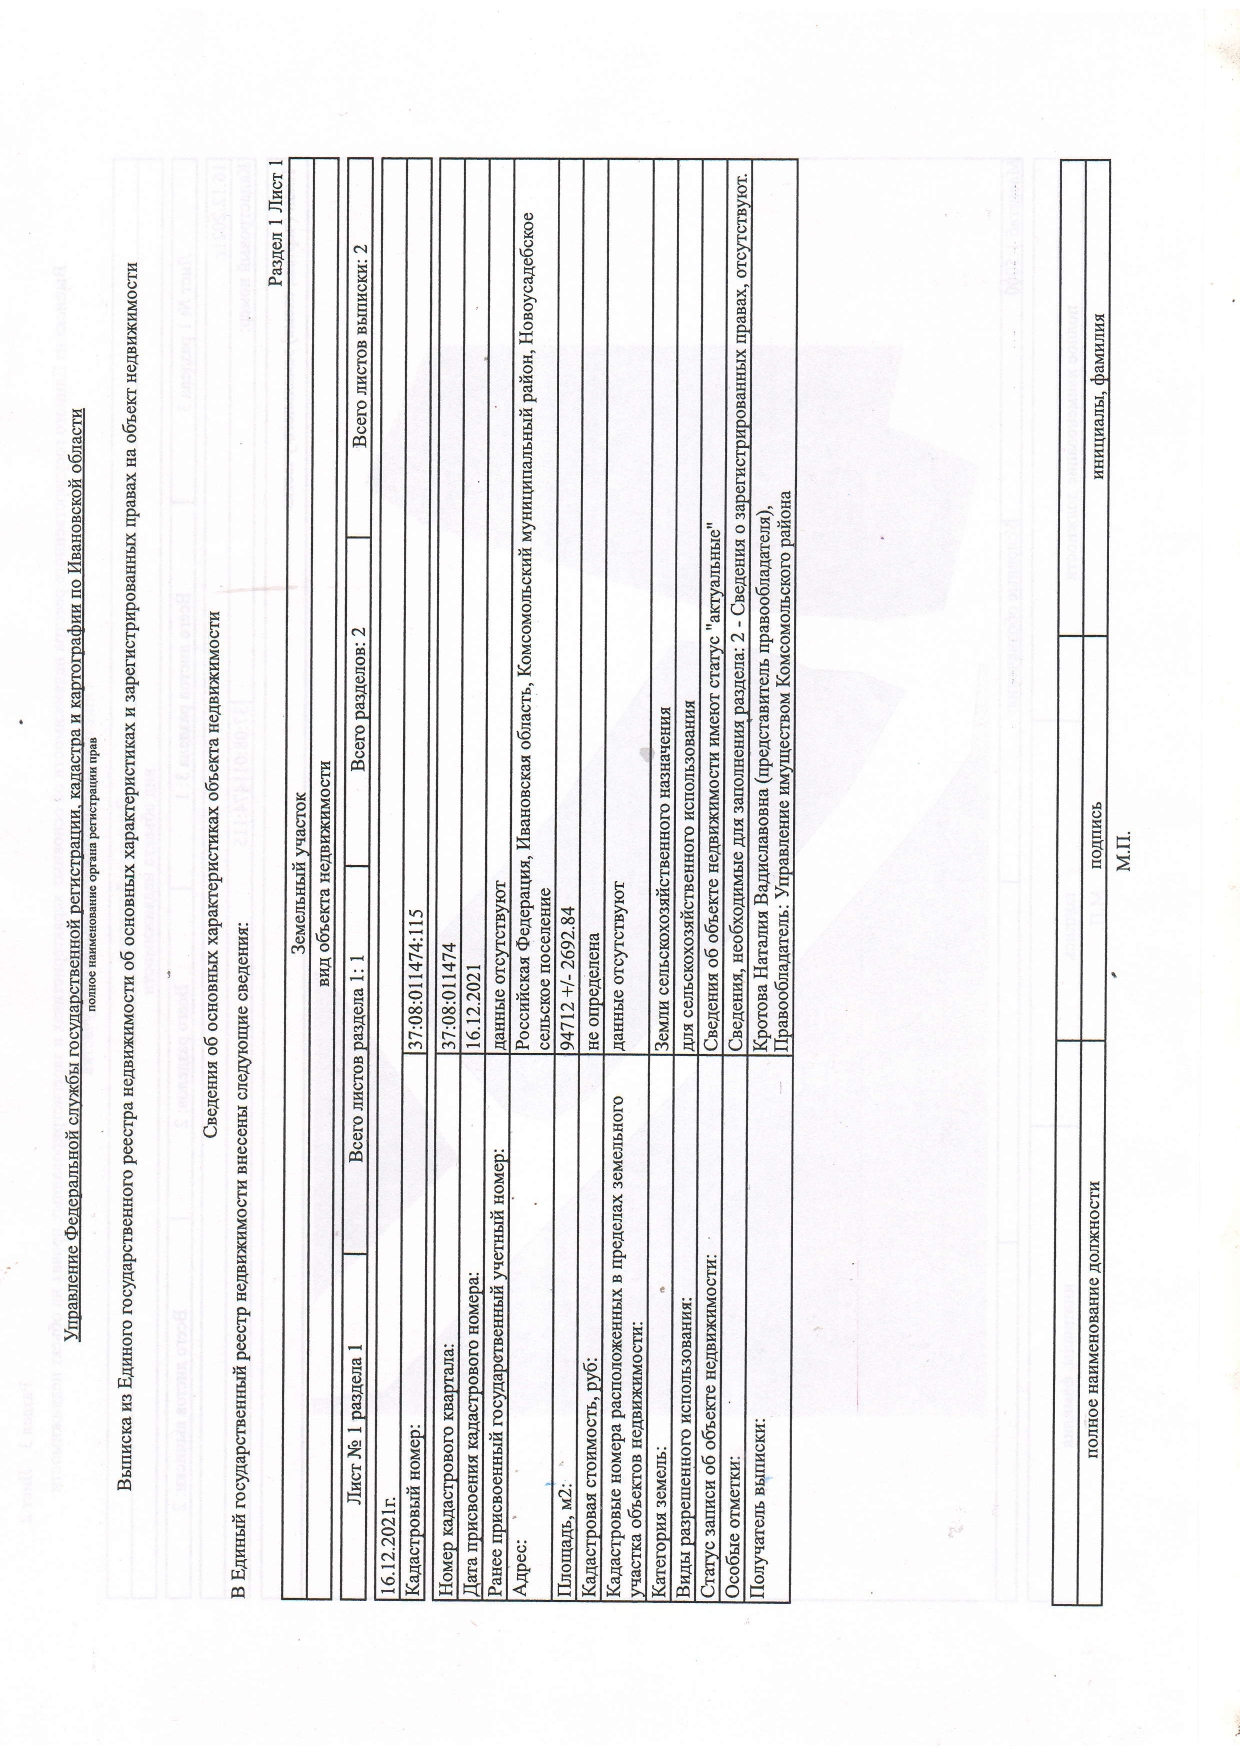 Управление Федеральной службы государственной регистрации, кадастра и картографии по Ивановской области
полное наименование органа регистрации прав
Выписка из Единого государственного реестра недвижимости об основных характеристиках и зарегистрированных правах на объект недвижимости
Сведения об основных характеристиках объекта недвижимости
В Единый государственный реестр недвижимости внесены следующие сведения:
Раздел 1 Лист 1
Земельный участок
вид объекта недвижимости
Лист № 1 раздела 1 Всего листов раздела 1: 1 Всего разделов: 2 Всего листов выписки: 2
16.12.2021г.
Кадастровый номер: 37:08:011474:115
Номер кадастрового квартала: 37:08:011474
Дата присвоения кадастрового номера: 16.12.2021
Ранее присвоенный государственный учетный номер: данные отсутствуют
Адрес: Российская Федерация, Ивановская область, Комсомольский муниципальный район, Новоусадебское
сельское поселение
Площадь, м2: 94712 +/- 2692.84
Кадастровая стоимость, руб: не определена
Кадастровые номера расположенных в пределах земельного
участка объектов недвижимости: данные отсутствуют
Категория земель: Земли сельскохозяйственного назначения
Виды разрешенного использования: для сельскохозяйственного использования
Статус записи об объекте недвижимости: Сведения об объекте недвижимости имеют статус "актуальные"
Особые отметки: Сведения, необходимые для заполнения раздела: 2 - Сведения о зарегистрированных правах, отсутствуют.
Получатель выписки: Кротова Наталия Вадиславовна (представитель правообладателя),
Правообладатель: Управление имуществом Комсомольского района
полное наименование должности подпись инициалы, фамилия
М.П.